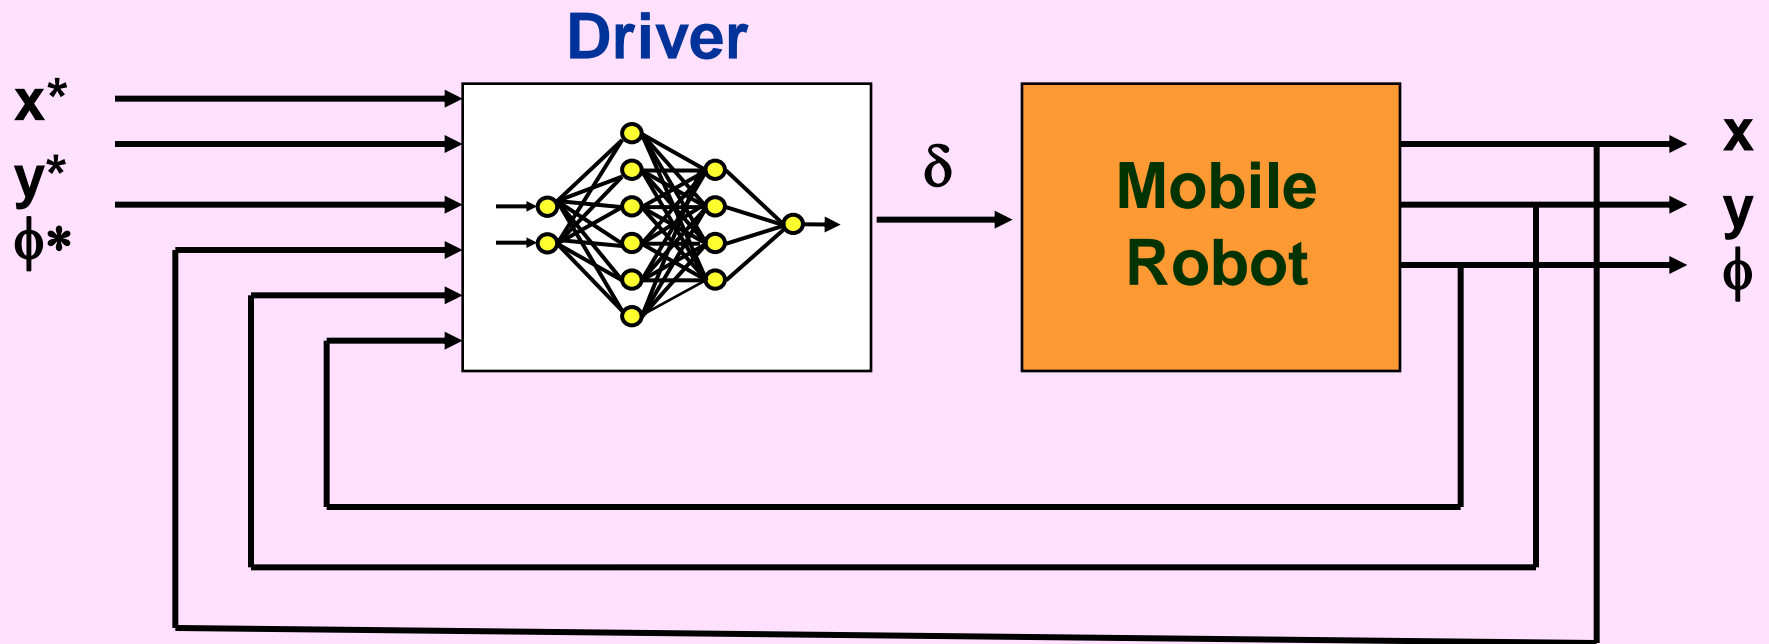 Driver
x*
y*
ϕ*
δ
Mobile
Robot
x
y
ϕ